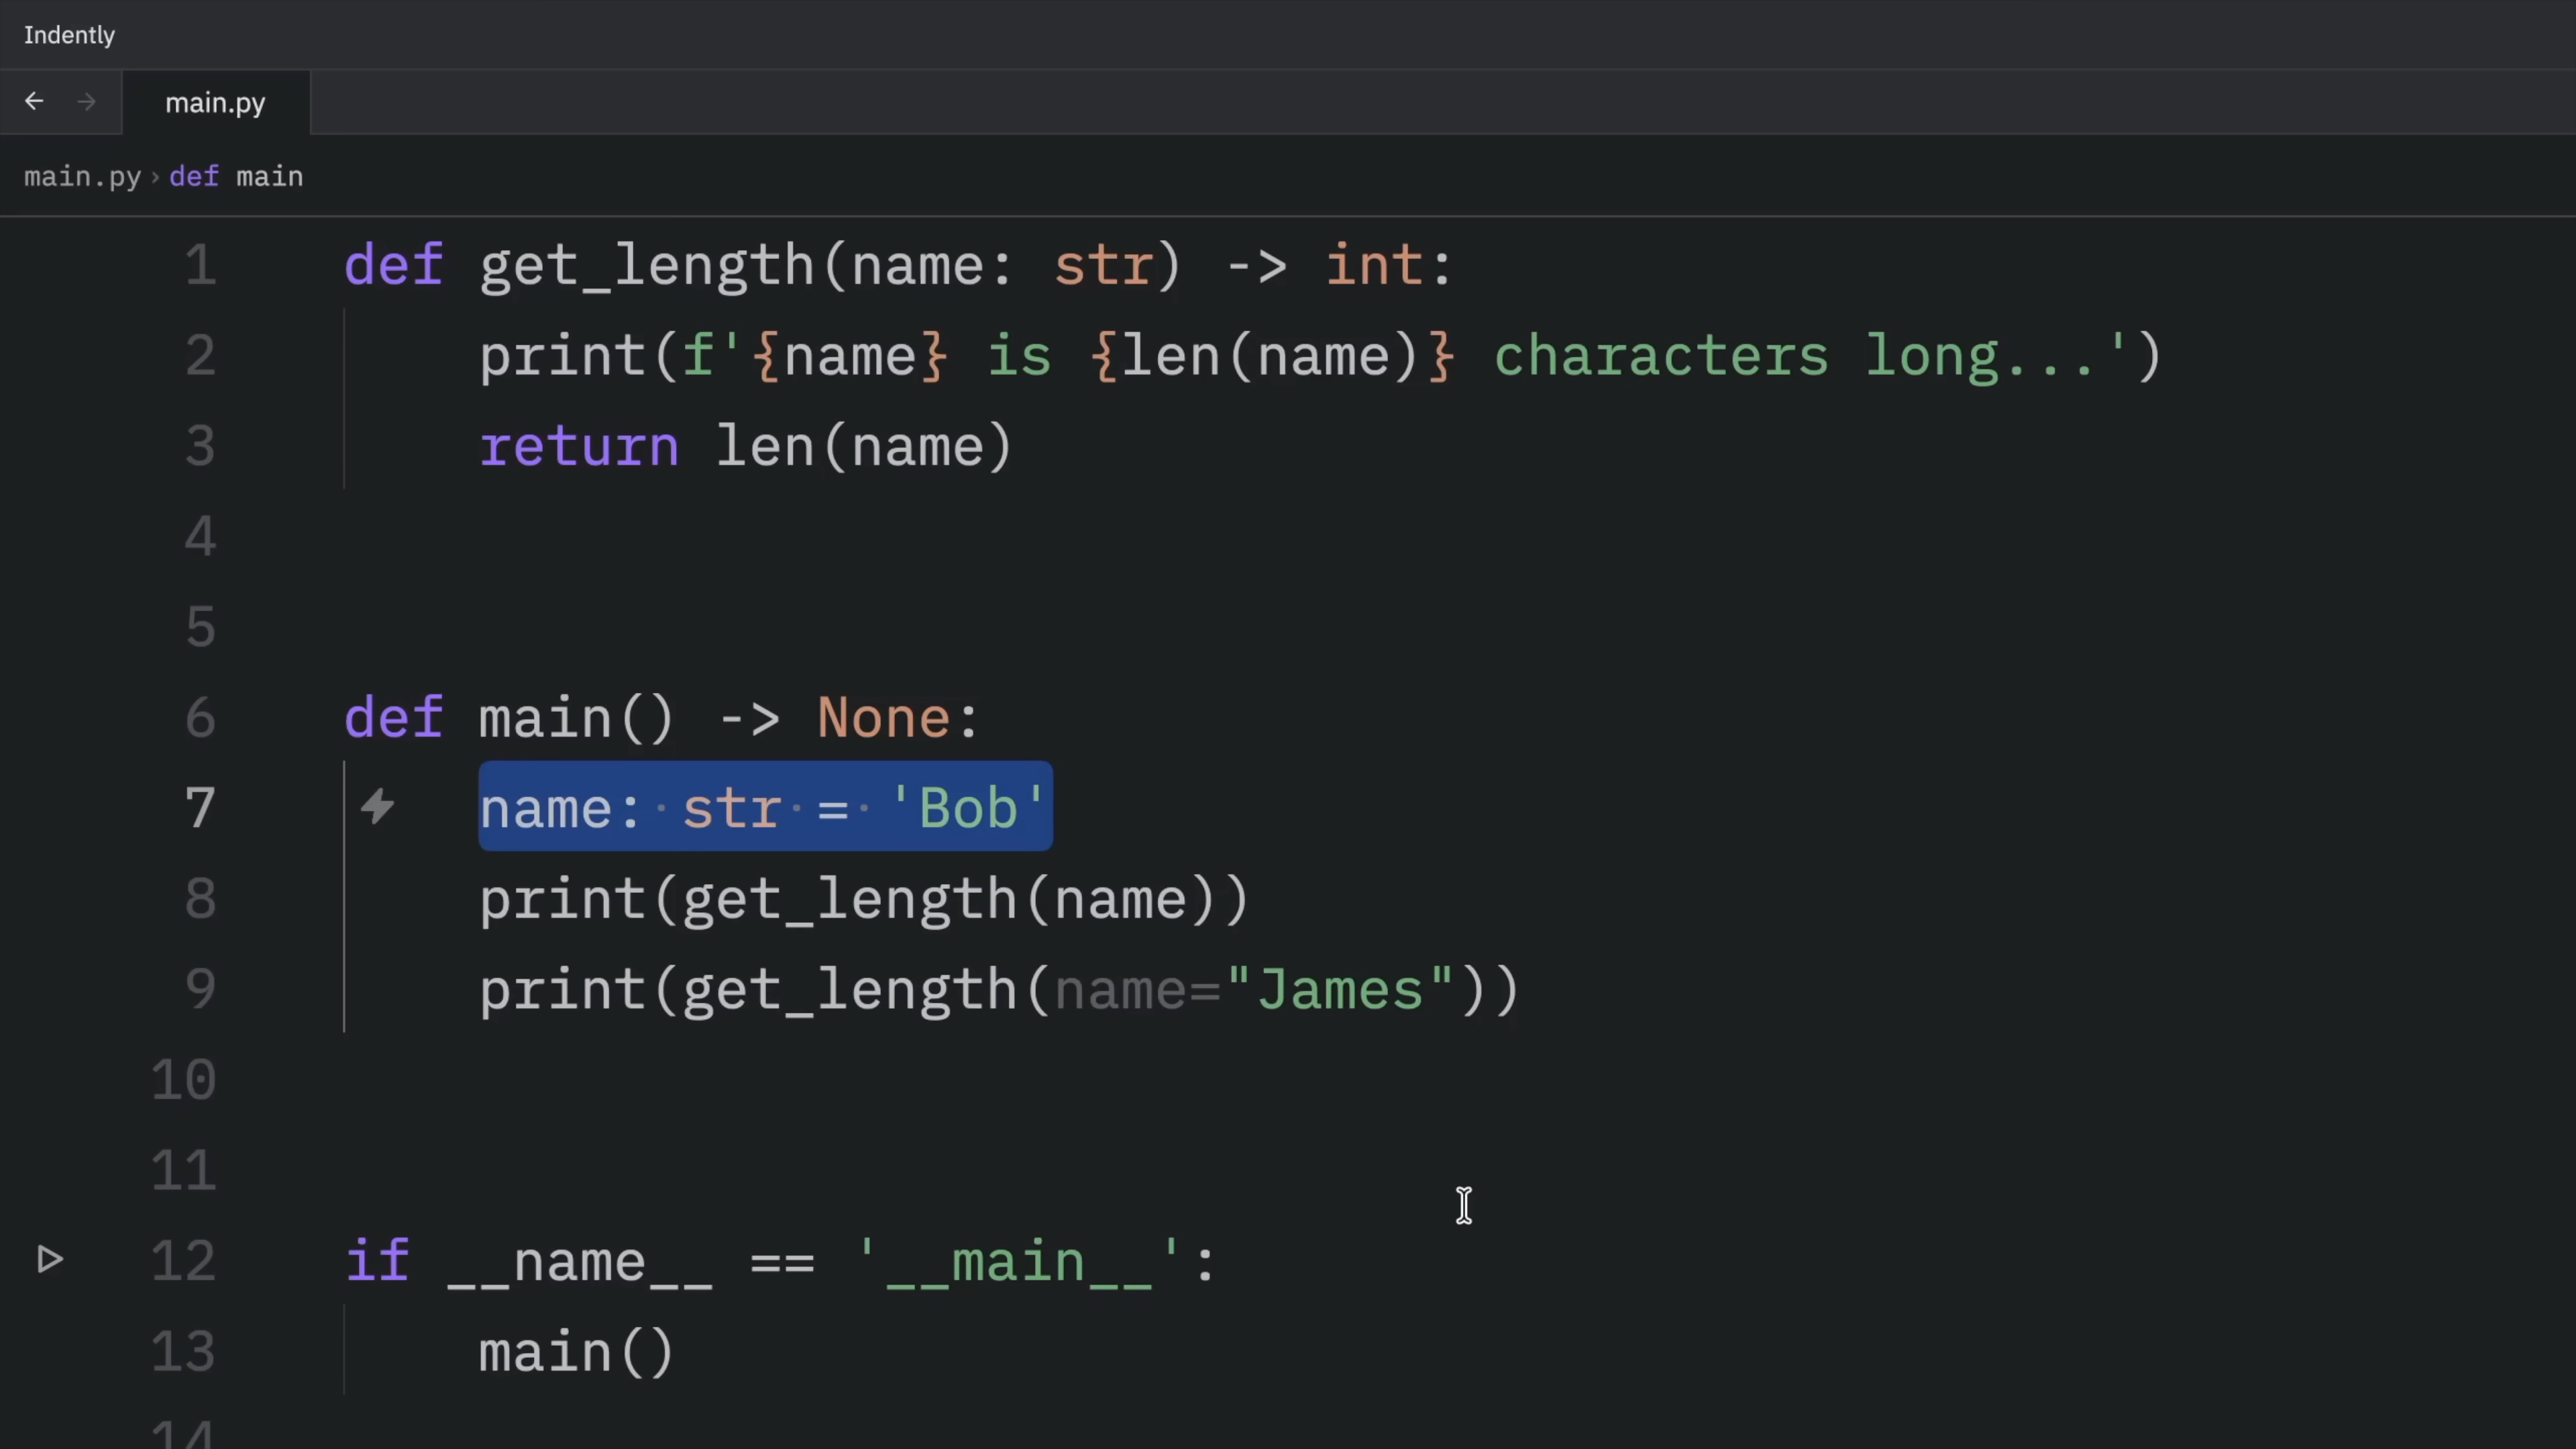 Indently
main.py
main.py › def main
1 def get_length(name: str) -> int:
2     print(f'{name} is {len(name)} characters long...')
3     return len(name)
4
5
6 def main() -> None:
7     name: str = 'Bob'
8     print(get_length(name))
9     print(get_length(name="James"))
10
11
12 if __name__ == '__main__':
13     main()
14